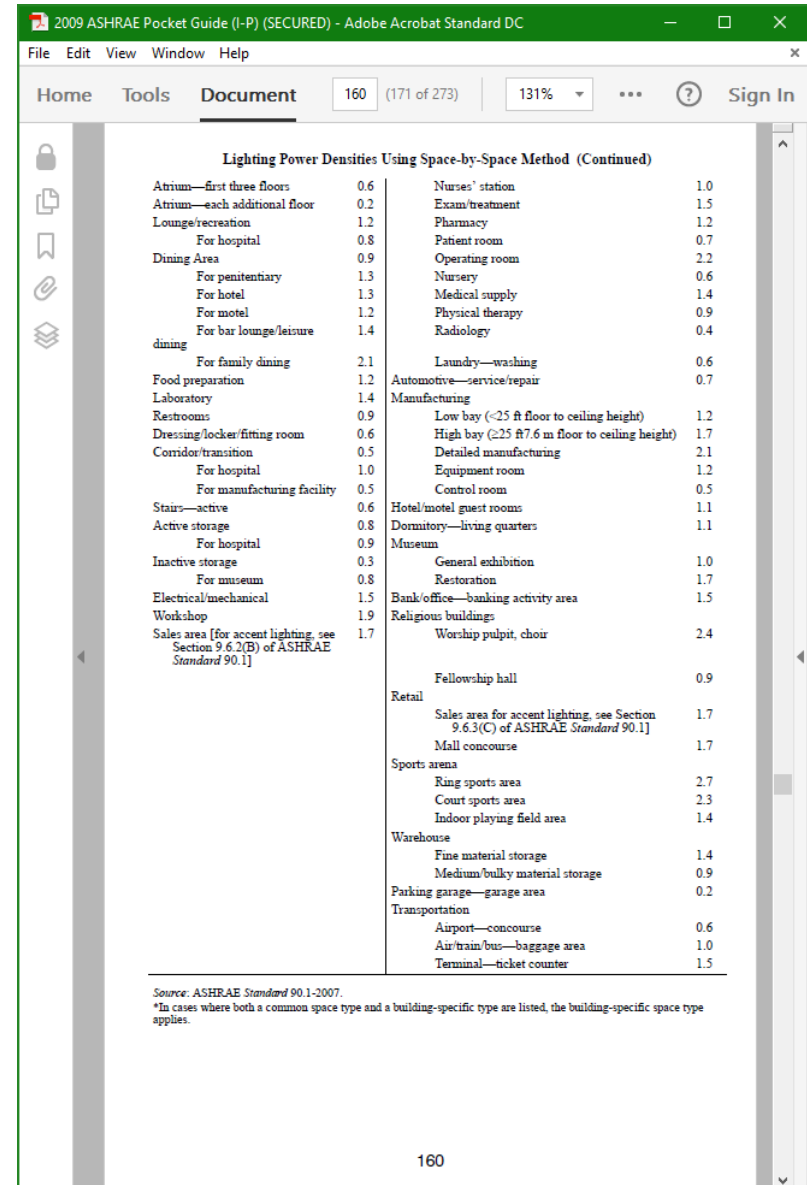 2009 ASHRAE Pocket Guide (I-P) (SECURED) - Adobe Acrobat Standard DC
File Edit View Window Help
Home Tools Document 160 (171 of 273) 131% Sign In
Lighting Power Densities Using Space-by-Space Method (Continued)
Atrium—first three floors 0.6
Atrium—each additional floor 0.2
Lounge/recreation 1.2
For hospital 0.8
Dining Area 0.9
For penitentiary 1.3
For hotel 1.3
For motel 1.2
For bar lounge/leisure 1.4
dining
For family dining 2.1
Food preparation 1.2
Laboratory 1.4
Restrooms 0.9
Dressing/locker/fitting room 0.6
Corridor/transition 0.5
For hospital 1.0
For manufacturing facility 0.5
Stairs—active 0.6
Active storage 0.8
For hospital 0.9
Inactive storage 0.3
For museum 0.8
Electrical/mechanical 1.5
Workshop 1.9
Sales area [for accent lighting, see 1.7
Section 9.6.2(B) of ASHRAE
Standard 90.1]
Nurses' station 1.0
Exam/treatment 1.5
Pharmacy 1.2
Patient room 0.7
Operating room 2.2
Nursery 0.6
Medical supply 1.4
Physical therapy 0.9
Radiology 0.4
Laundry—washing 0.6
Automotive—service/repair 0.7
Manufacturing
Low bay (<25 ft floor to ceiling height) 1.2
High bay (≥25 ft7.6 m floor to ceiling height) 1.7
Detailed manufacturing 2.1
Equipment room 1.2
Control room 0.5
Hotel/motel guest rooms 1.1
Dormitory—living quarters 1.1
Museum
General exhibition 1.0
Restoration 1.7
Bank/office—banking activity area 1.5
Religious buildings
Worship pulpit, choir 2.4
Fellowship hall 0.9
Retail
Sales area for accent lighting, see Section 1.7
9.6.3(C) of ASHRAE Standard 90.1]
Mall concourse 1.7
Sports arena
Ring sports area 2.7
Court sports area 2.3
Indoor playing field area 1.4
Warehouse
Fine material storage 1.4
Medium/bulky material storage 0.9
Parking garage—garage area 0.2
Transportation
Airport—concourse 0.6
Air/train/bus—baggage area 1.0
Terminal—ticket counter 1.5
Source: ASHRAE Standard 90.1-2007.
*In cases where both a common space type and a building-specific type are listed, the building-specific space type
applies.
160